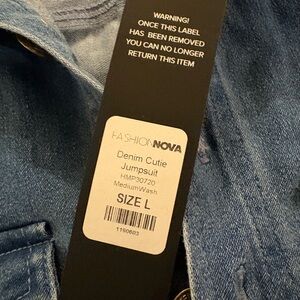 WARNING!
ONCE THIS LABEL
HAS BEEN REMOVED
YOU CAN NO LONGER
RETURN THIS ITEM
FASHIONNOVA
Denim Cutie
Jumpsuit
HMP30720
MediumWash
SIZE L
1180603